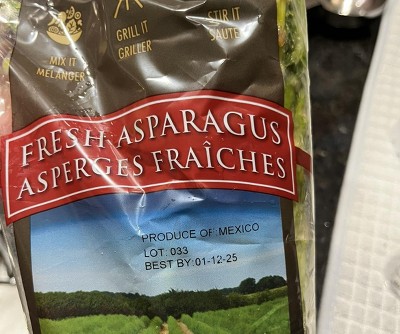 MIX IT
MELANGER
GRILL IT
GRILLER
STIR IT
SAUTE
FRESH ASPARAGUS
ASPERGES FRAÎCHES
PRODUCE OF MEXICO
LOT: 033
BEST BY:01-12-25